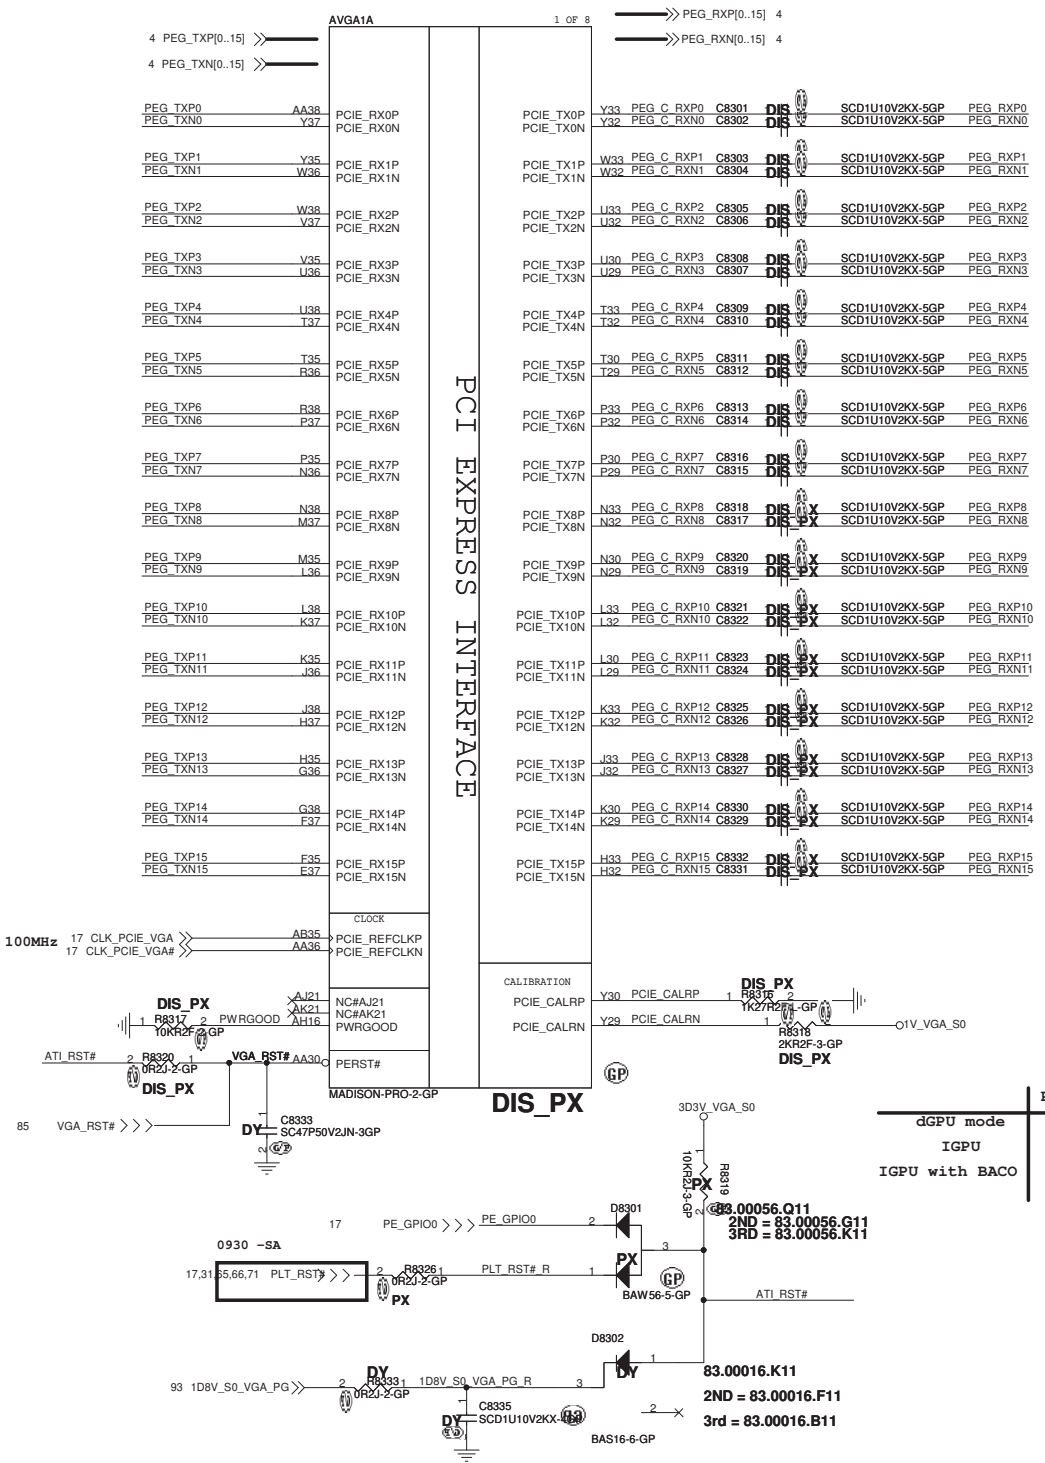 AVGA1A 1 OF 8
4 PEG_TXP[0..15]
4 PEG_TXN[0..15]
PEG_RXP[0..15] 4
PEG_RXN[0..15] 4
PEG_TXP0 AA38 PCIE_RX0P PCIE_TX0P Y33 PEG_C_RXP0 C8301 DIS SCD1U10V2KX-5GP PEG_RXP0
PEG_TXN0 Y37 PCIE_RX0N PCIE_TX0N Y32 PEG_C_RXN0 C8302 DIS SCD1U10V2KX-5GP PEG_RXN0
PEG_TXP1 Y35 PCIE_RX1P PCIE_TX1P W33 PEG_C_RXP1 C8303 DIS SCD1U10V2KX-5GP PEG_RXP1
PEG_TXN1 W36 PCIE_RX1N PCIE_TX1N W32 PEG_C_RXN1 C8304 DIS SCD1U10V2KX-5GP PEG_RXN1
PEG_TXP2 W38 PCIE_RX2P PCIE_TX2P U33 PEG_C_RXP2 C8305 DIS SCD1U10V2KX-5GP PEG_RXP2
PEG_TXN2 V37 PCIE_RX2N PCIE_TX2N U32 PEG_C_RXN2 C8306 DIS SCD1U10V2KX-5GP PEG_RXN2
PEG_TXP3 V35 PCIE_RX3P PCIE_TX3P U30 PEG_C_RXP3 C8308 DIS SCD1U10V2KX-5GP PEG_RXP3
PEG_TXN3 U36 PCIE_RX3N PCIE_TX3N U29 PEG_C_RXN3 C8307 DIS SCD1U10V2KX-5GP PEG_RXN3
PEG_TXP4 U38 PCIE_RX4P PCIE_TX4P T33 PEG_C_RXP4 C8309 DIS SCD1U10V2KX-5GP PEG_RXP4
PEG_TXN4 T37 PCIE_RX4N PCIE_TX4N T32 PEG_C_RXN4 C8310 DIS SCD1U10V2KX-5GP PEG_RXN4
PEG_TXP5 T35 PCIE_RX5P PCIE_TX5P T30 PEG_C_RXP5 C8311 DIS SCD1U10V2KX-5GP PEG_RXP5
PEG_TXN5 R36 PCIE_RX5N PCIE_TX5N T29 PEG_C_RXN5 C8312 DIS SCD1U10V2KX-5GP PEG_RXN5
PEG_TXP6 R38 PCIE_RX6P PCIE_TX6P P33 PEG_C_RXP6 C8313 DIS SCD1U10V2KX-5GP PEG_RXP6
PEG_TXN6 P37 PCIE_RX6N PCIE_TX6N P32 PEG_C_RXN6 C8314 DIS SCD1U10V2KX-5GP PEG_RXN6
PEG_TXP7 P35 PCIE_RX7P PCIE_TX7P P30 PEG_C_RXP7 C8316 DIS SCD1U10V2KX-5GP PEG_RXP7
PEG_TXN7 N36 PCIE_RX7N PCIE_TX7N P29 PEG_C_RXN7 C8315 DIS SCD1U10V2KX-5GP PEG_RXN7
PEG_TXP8 N38 PCIE_RX8P PCIE_TX8P N33 PEG_C_RXP8 C8318 DIS_PX SCD1U10V2KX-5GP PEG_RXP8
PEG_TXN8 M37 PCIE_RX8N PCIE_TX8N N32 PEG_C_RXN8 C8317 DIS_PX SCD1U10V2KX-5GP PEG_RXN8
PEG_TXP9 M35 PCIE_RX9P PCIE_TX9P N30 PEG_C_RXP9 C8320 DIS_PX SCD1U10V2KX-5GP PEG_RXP9
PEG_TXN9 L36 PCIE_RX9N PCIE_TX9N N29 PEG_C_RXN9 C8319 DIS_PX SCD1U10V2KX-5GP PEG_RXN9
PEG_TXP10 L38 PCIE_RX10P PCIE_TX10P L33 PEG_C_RXP10 C8321 DIS_PX SCD1U10V2KX-5GP PEG_RXP10
PEG_TXN10 K37 PCIE_RX10N PCIE_TX10N L32 PEG_C_RXN10 C8322 DIS_PX SCD1U10V2KX-5GP PEG_RXN10
PEG_TXP11 K35 PCIE_RX11P PCIE_TX11P L30 PEG_C_RXP11 C8323 DIS_PX SCD1U10V2KX-5GP PEG_RXP11
PEG_TXN11 J36 PCIE_RX11N PCIE_TX11N L29 PEG_C_RXN11 C8324 DIS_PX SCD1U10V2KX-5GP PEG_RXN11
PEG_TXP12 J38 PCIE_RX12P PCIE_TX12P K33 PEG_C_RXP12 C8325 DIS_PX SCD1U10V2KX-5GP PEG_RXP12
PEG_TXN12 H37 PCIE_RX12N PCIE_TX12N K32 PEG_C_RXN12 C8326 DIS_PX SCD1U10V2KX-5GP PEG_RXN12
PEG_TXP13 H35 PCIE_RX13P PCIE_TX13P J33 PEG_C_RXP13 C8328 DIS_PX SCD1U10V2KX-5GP PEG_RXP13
PEG_TXN13 G36 PCIE_RX13N PCIE_TX13N J32 PEG_C_RXN13 C8327 DIS_PX SCD1U10V2KX-5GP PEG_RXN13
PEG_TXP14 G38 PCIE_RX14P PCIE_TX14P K30 PEG_C_RXP14 C8330 DIS_PX SCD1U10V2KX-5GP PEG_RXP14
PEG_TXN14 F37 PCIE_RX14N PCIE_TX14N K29 PEG_C_RXN14 C8329 DIS_PX SCD1U10V2KX-5GP PEG_RXN14
PEG_TXP15 F35 PCIE_RX15P PCIE_TX15P H33 PEG_C_RXP15 C8332 DIS_PX SCD1U10V2KX-5GP PEG_RXP15
PEG_TXN15 E37 PCIE_RX15N PCIE_TX15N H32 PEG_C_RXN15 C8331 DIS_PX SCD1U10V2KX-5GP PEG_RXN15
PCI EXPRESS INTERFACE
CLOCK
100MHz 17 CLK_PCIE_VGA AB35 PCIE_REFCLKP
17 CLK_PCIE_VGA# AA36 PCIE_REFCLKN
CALIBRATION
AJ21 NC#AJ21
AK21 NC#AK21
DIS_PX
1 R8317 2 PWRGOOD AH16 PWRGOOD
10KR2F-2-GP
PCIE_CALRP Y30 PCIE_CALRP 1 2
DIS_PX
PCIE_CALRN Y29 PCIE_CALRN 1 2 1V_VGA_S0
R8318
2KR2F-3-GP
DIS_PX
ATI_RST# 2 R8320 1 VGA_RST# AA30 PERST#
0R2J-2-GP
DIS_PX
MADISON-PRO-2-GP
DIS_PX
GP
85 VGA_RST#
1
C8333
DY SC47P50V2JN-3GP
2
3D3V_VGA_S0
1
R8319
10KR2J-3-GP
PX
2
dGPU mode
IGPU
IGPU with BACO
83.00056.Q11
2ND = 83.00056.G11
3RD = 83.00056.K11
D8301
17 PE_GPIO0 PE_GPIO0 2
3
0930 -SA
PX
17,31,65,66,71 PLT_RST# 2 R8326 1 PLT_RST#_R 1
0R2J-2-GP
PX
GP
BAW56-5-GP
ATI_RST#
D8302
DY
1
83.00016.K11
2ND = 83.00016.F11
3rd = 83.00016.B11
DY
93 1D8V_S0_VGA_PG 2 R8333 1 1D8V_S0_VGA_PG_R 3
0R2J-2-GP
1
C8335
DY
2
BAS16-6-GP